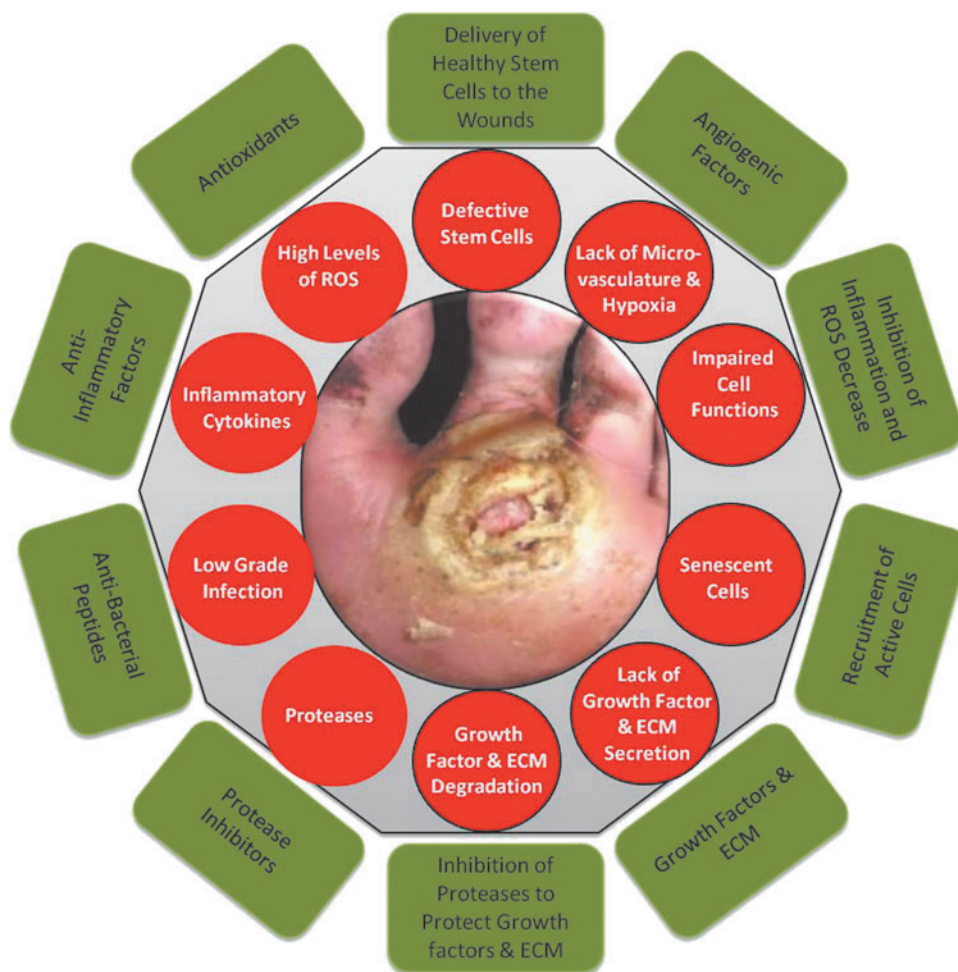 Delivery of
Healthy Stem
Cells to the
Wounds
Angiogenic
Factors
Inhibition of
Inflammation and
ROS Decrease
Recruitment of
Active Cells
Growth Factors &
ECM
Inhibition of
Proteases to
Protect Growth
factors & ECM
Protease
Inhibitors
Anti-Bacterial
Peptides
Anti-
Inflammatory
Factors
Antioxidants
Defective
Stem Cells
Lack of Micro-
vasculature &
Hypoxia
Impaired
Cell
Functions
Senescent
Cells
Lack of
Growth Factor
& ECM
Secretion
Growth
Factor & ECM
Degradation
Proteases
Low Grade
Infection
Inflammatory
Cytokines
High Levels
of ROS